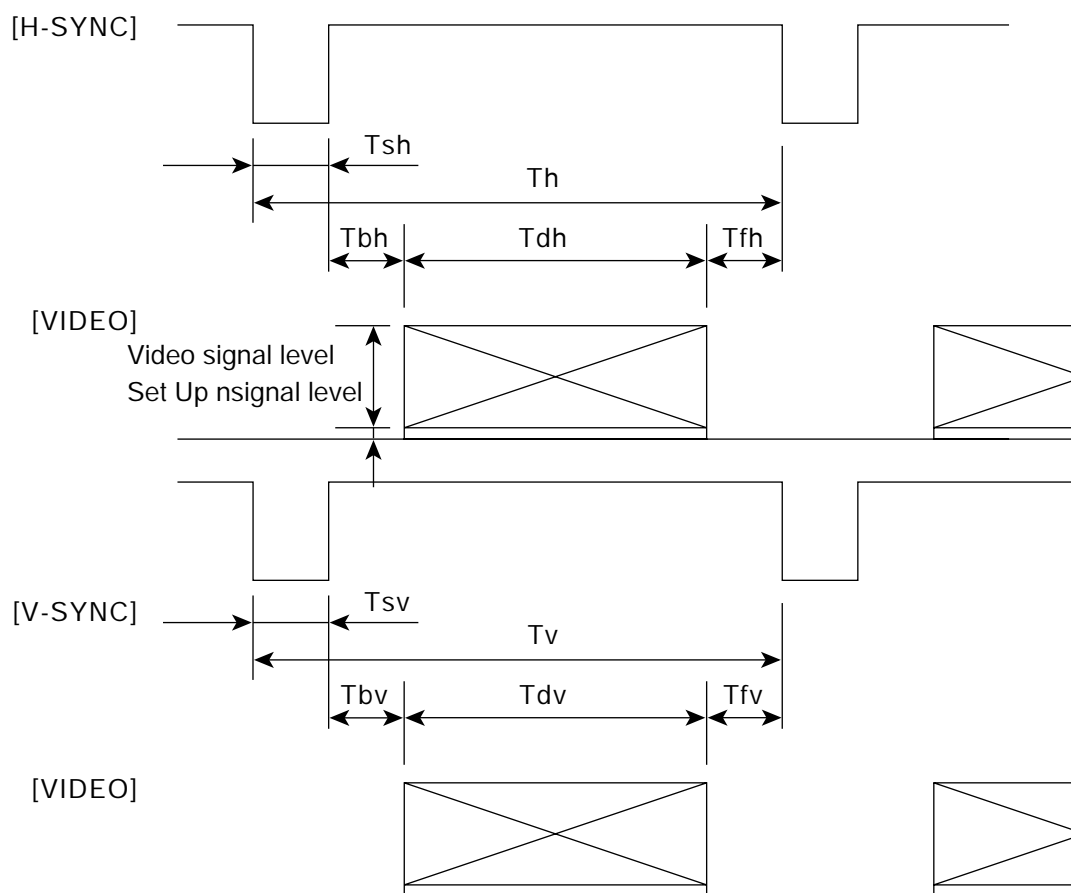 [H-SYNC]
Tsh
Th
Tbh Tdh Tfh
[VIDEO]
Video signal level
Set Up nsignal level
[V-SYNC]
Tsv
Tv
Tbv Tdv Tfv
[VIDEO]